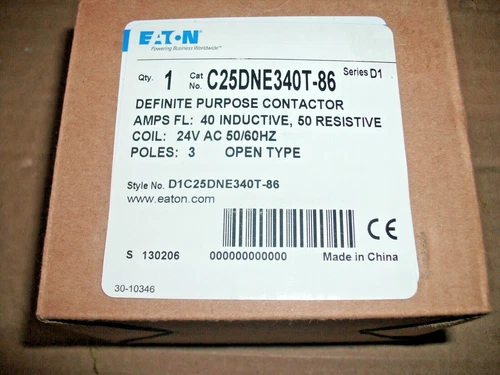 EATON
Powering Business Worldwide™
Qty. 1 Cat No. C25DNE340T-86 Series D1
DEFINITE PURPOSE CONTACTOR
AMPS FL: 40 INDUCTIVE, 50 RESISTIVE
COIL: 24V AC 50/60HZ
POLES: 3 OPEN TYPE
Style No. D1C25DNE340T-86
www.eaton.com
CE
S 130206 000000000000 Made in China
30-10346